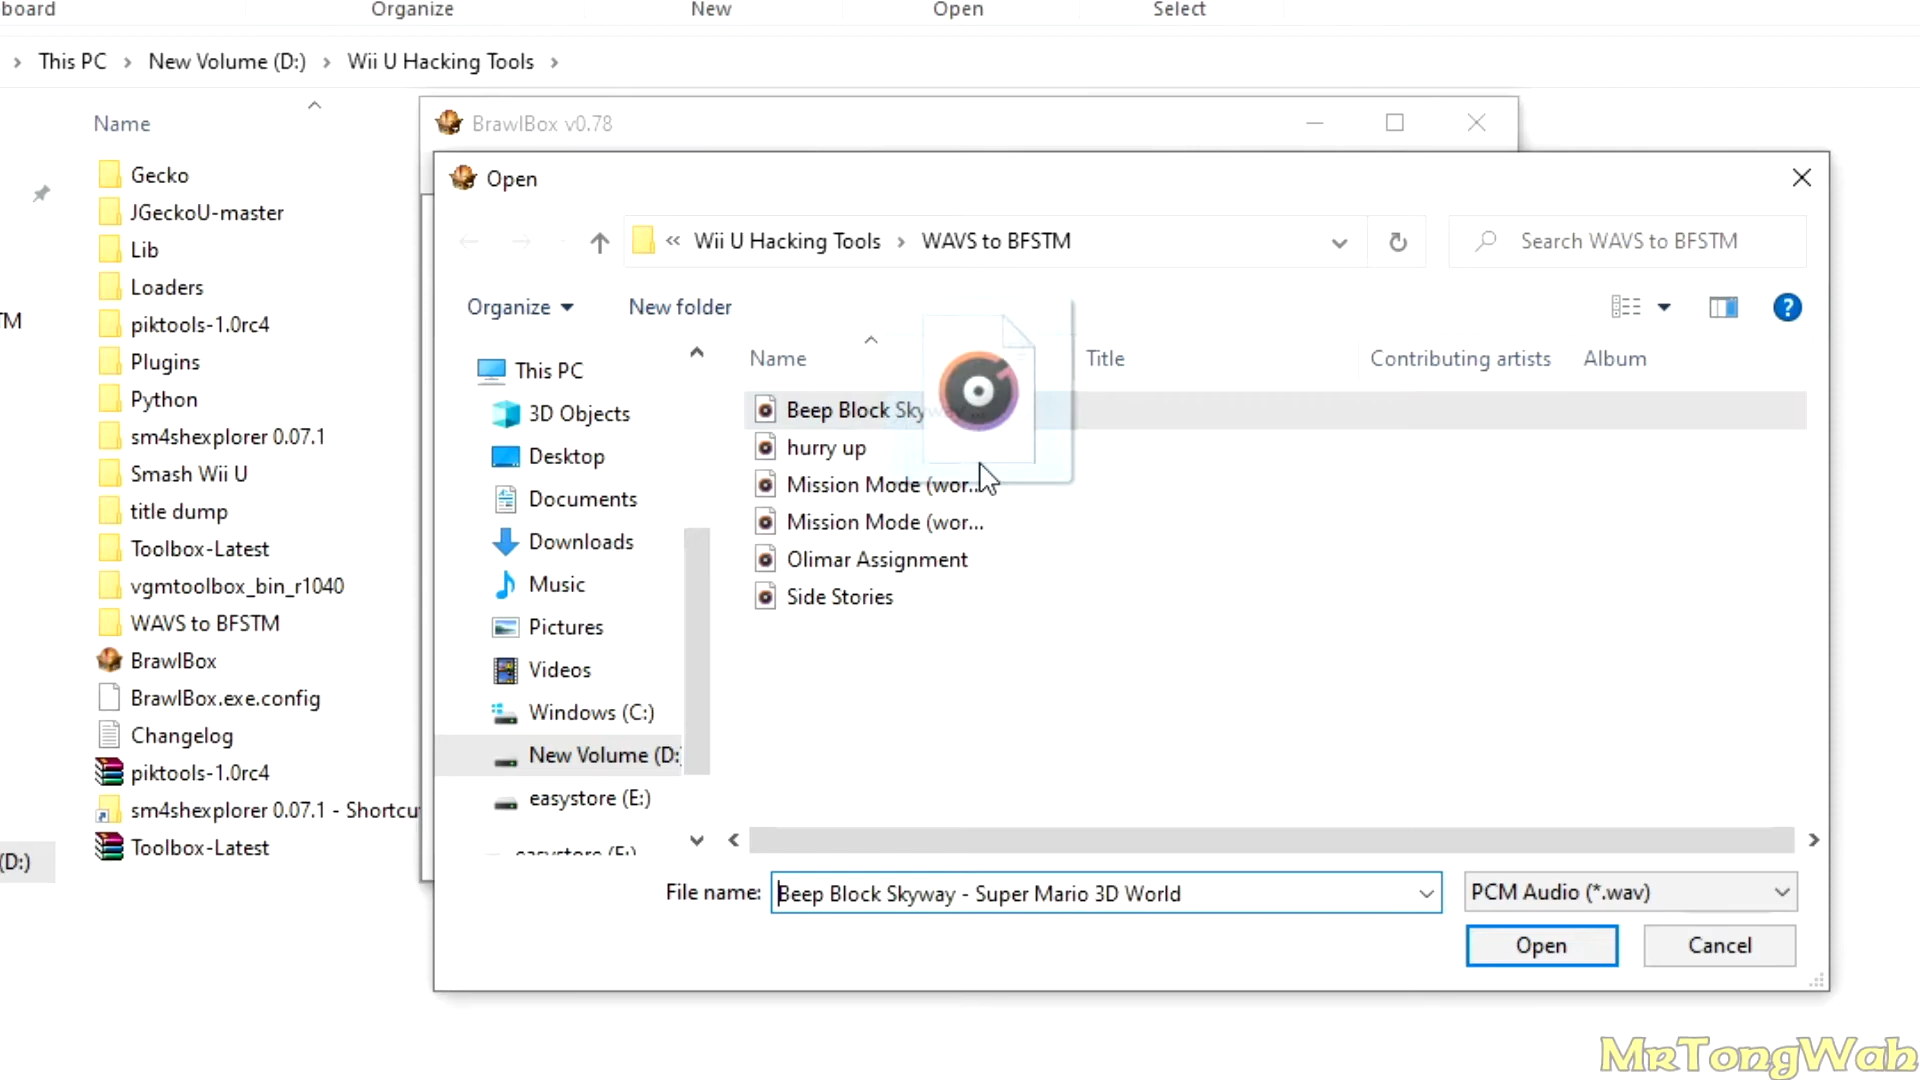 board
Organize
New
Open
Select
This PC
New Volume (D:)
Wii U Hacking Tools
Name
TM
(D:)
Gecko
JGeckoU-master
Lib
Loaders
piktools-1.0rc4
Plugins
Python
sm4shexplorer 0.07.1
Smash Wii U
title dump
Toolbox-Latest
vgmtoolbox_bin_r1040
WAVS to BFSTM
BrawlBox
BrawlBox.exe.config
Changelog
piktools-1.0rc4
sm4shexplorer 0.07.1 - Shortcu
Toolbox-Latest
BrawlBox v0.78
Open
« Wii U Hacking Tools
WAVS to BFSTM
Search WAVS to BFSTM
Organize
New folder
?
This PC
3D Objects
Desktop
Documents
Downloads
Music
Pictures
Videos
Windows (C:)
New Volume (D:
easystore (E:)
Name
Title
Contributing artists
Album
Beep Block Skyway ...
hurry up
Mission Mode (wor...
Mission Mode (wor...
Olimar Assignment
Side Stories
File name:
Beep Block Skyway - Super Mario 3D World
PCM Audio (*.wav)
Open
Cancel
MrTongWah